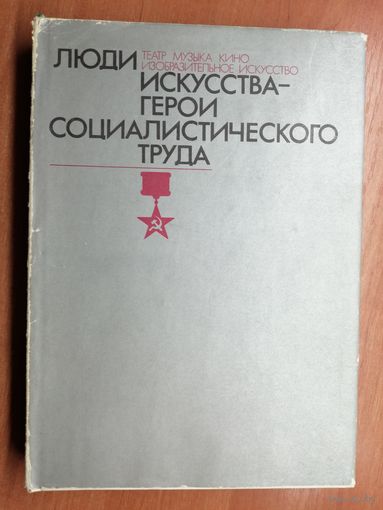 ЛЮДИ
ТЕАТР МУЗЫКА КИНО
ИЗОБРАЗИТЕЛЬНОЕ ИСКУССТВО
ИСКУССТВА–
ГЕРОИ
СОЦИАЛИСТИЧЕСКОГО
ТРУДА